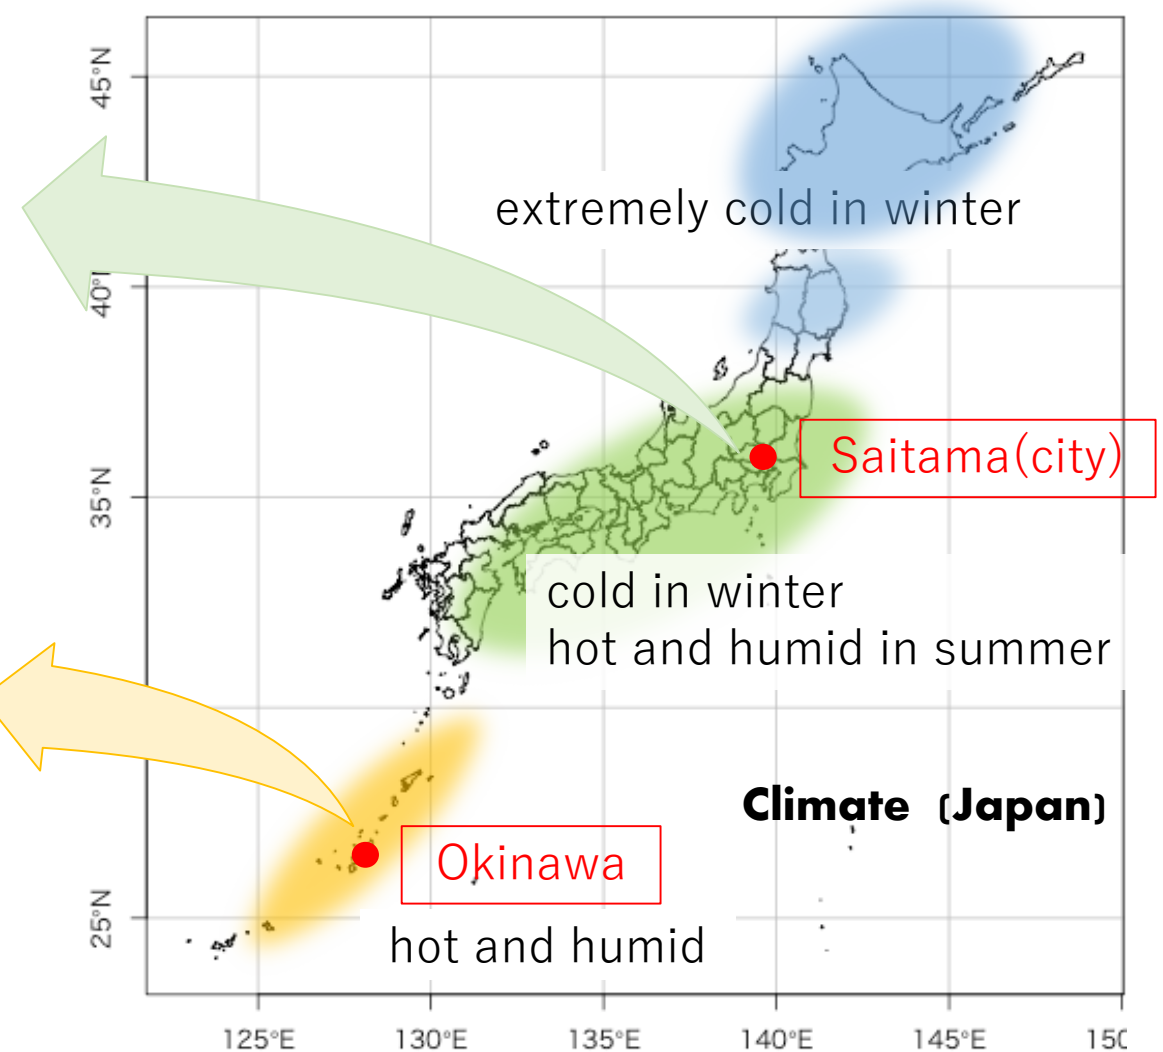 45°N
extremely cold in winter
40°
Saitama(city)
35°N
cold in winter
hot and humid in summer
Climate (Japan)
Okinawa
25°N
hot and humid
125°E 130°E 135°E 140°E 145°E 150